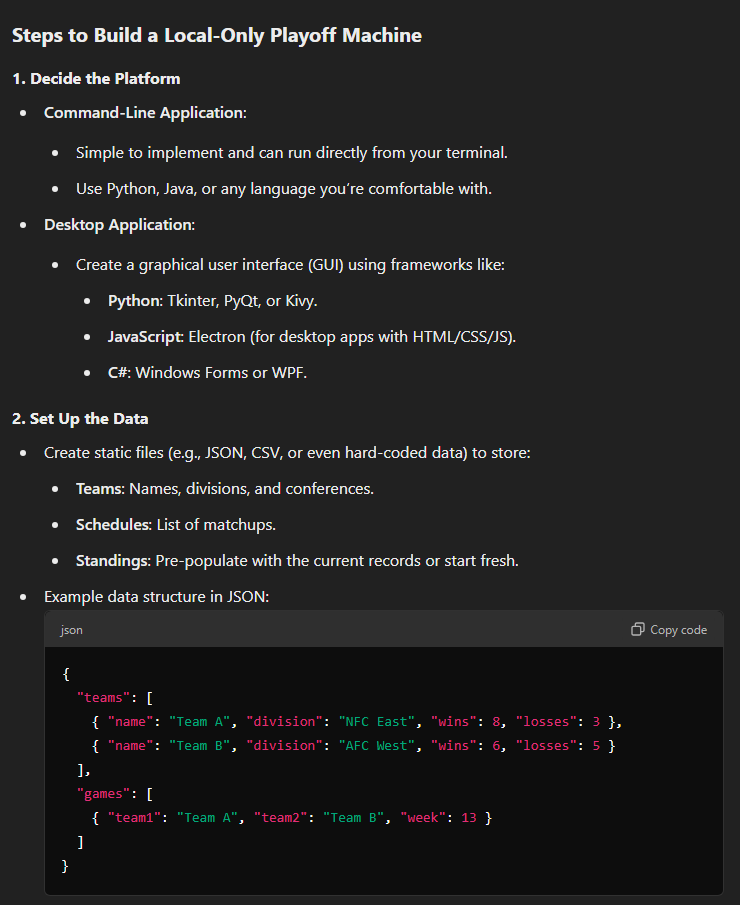 Steps to Build a Local-Only Playoff Machine
1. Decide the Platform
• Command-Line Application:
• Simple to implement and can run directly from your terminal.
• Use Python, Java, or any language you’re comfortable with.
• Desktop Application:
• Create a graphical user interface (GUI) using frameworks like:
• Python: Tkinter, PyQt, or Kivy.
• JavaScript: Electron (for desktop apps with HTML/CSS/JS).
• C#: Windows Forms or WPF.
2. Set Up the Data
• Create static files (e.g., JSON, CSV, or even hard-coded data) to store:
• Teams: Names, divisions, and conferences.
• Schedules: List of matchups.
• Standings: Pre-populate with the current records or start fresh.
• Example data structure in JSON:
json Copy code
{
"teams": [
{ "name": "Team A", "division": "NFC East", "wins": 8, "losses": 3 },
{ "name": "Team B", "division": "AFC West", "wins": 6, "losses": 5 }
],
"games": [
{ "team1": "Team A", "team2": "Team B", "week": 13 }
]
}